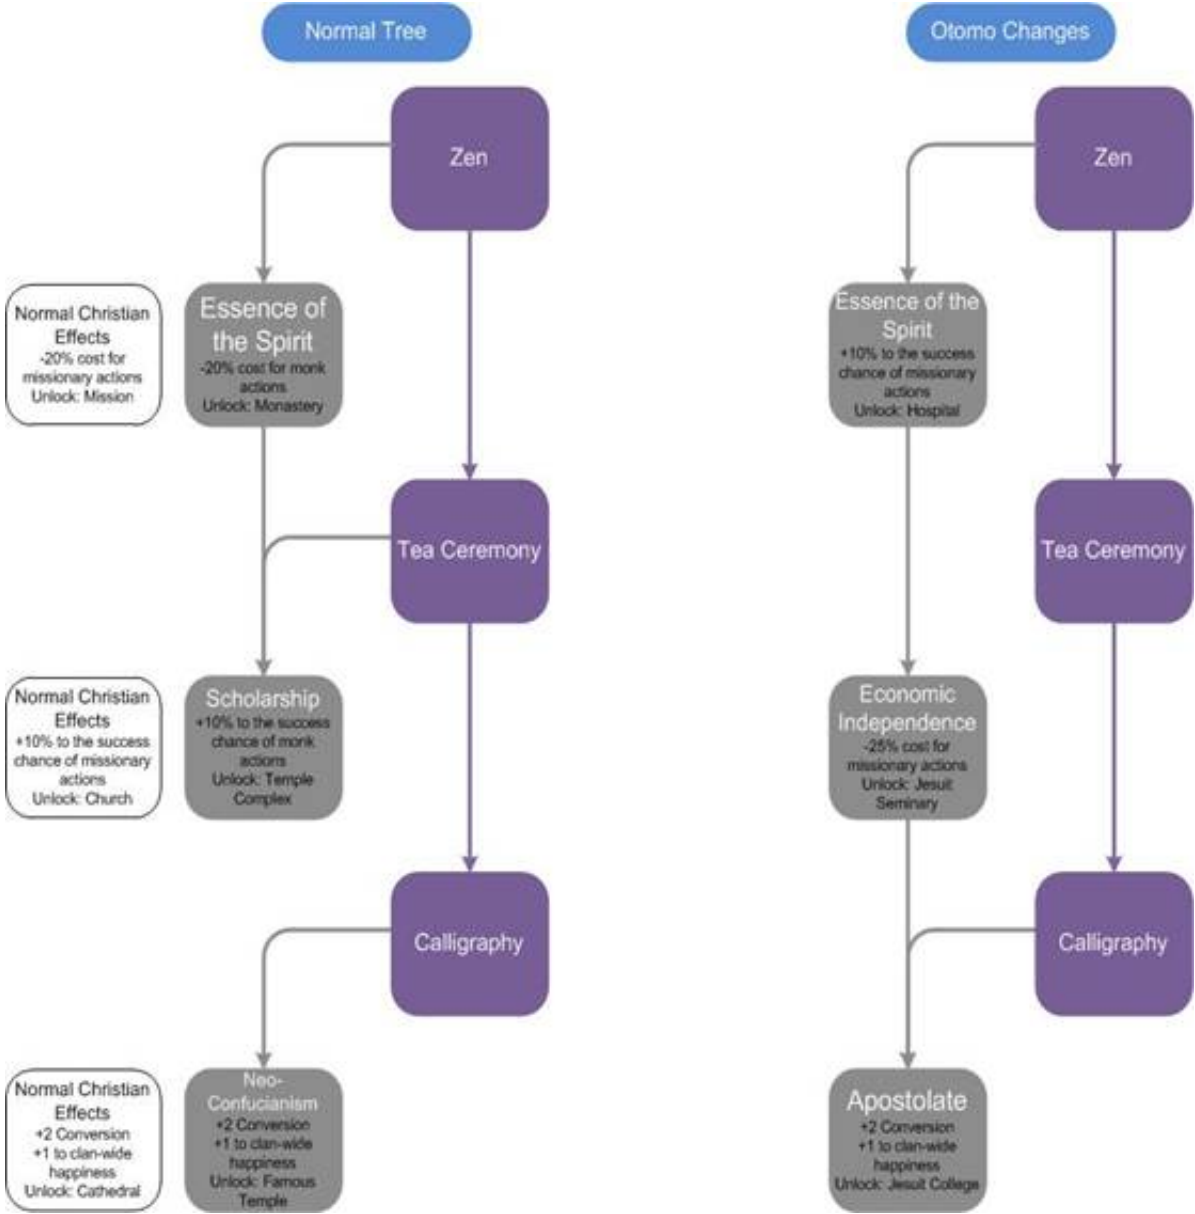 Normal Tree
Otomo Changes
Zen
Zen
Normal Christian
Effects
-20% cost for
missionary actions
Unlock: Mission
Essence of
the Spirit
-20% cost for monk
actions
Unlock: Monastery
Essence of the
Spirit
+10% to the success
chance of missionary
actions
Unlock: Hospital
Tea Ceremony
Tea Ceremony
Normal Christian
Effects
+10% to the success
chance of missionary
actions
Unlock: Church
Scholarship
+10% to the success
chance of monk
actions
Unlock: Temple
Complex
Economic
Independence
-25% cost for
missionary actions
Unlock: Jesuit
Seminary
Calligraphy
Calligraphy
Normal Christian
Effects
+2 Conversion
+1 to clan-wide
happiness
Unlock: Cathedral
Neo-
Confucianism
+2 Conversion
+1 to clan-wide
happiness
Unlock: Famous
Temple
Apostolate
+2 Conversion
+1 to clan-wide
happiness
Unlock: Jesuit College